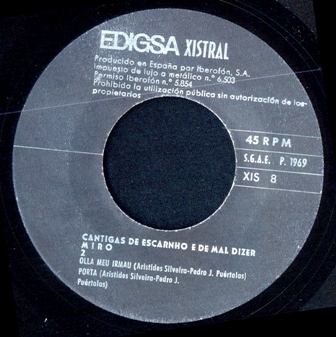 EDIGSA XISTRAL
Producido en España por Iberofón, S.A.
Impuesto de lujo a metálico n.º 6.503
Permiso Iberofón n.º 5.854
Prohibida la utilización pública sin autorización de los
propietarios
45 RPM
S.G.A.E. P. 1969
XIS 8
CANTIGAS DE ESCARNHO E DE MAL DIZER
MIRO
2
OLLA MEU IRMAU (Aristides Silveira-Pedro J. Puértolas)
PORTA (Aristides Silveira-Pedro J.
Puértolas)